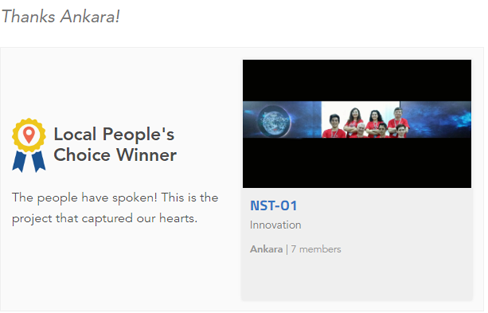 Thanks Ankara!
Local People's
Choice Winner
The people have spoken! This is the
project that captured our hearts.
NST-01
Innovation
Ankara | 7 members